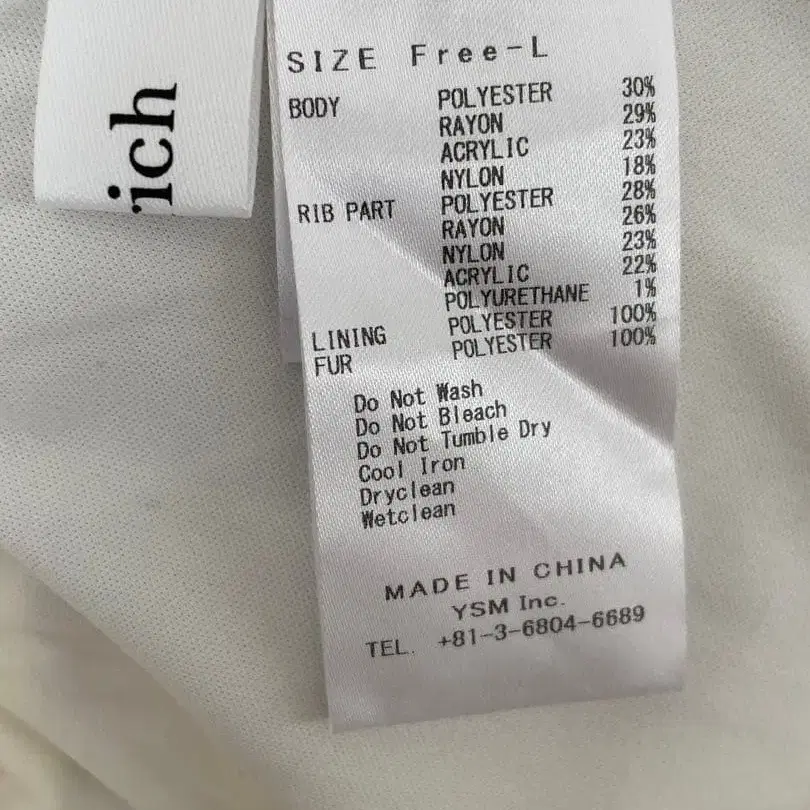 ich
SIZE Free-L
BODY POLYESTER 30%
RAYON 29%
ACRYLIC 23%
NYLON 18%
RIB PART POLYESTER 28%
RAYON 26%
NYLON 23%
ACRYLIC 22%
POLYURETHANE 1%
LINING POLYESTER 100%
FUR POLYESTER 100%
Do Not Wash
Do Not Bleach
Do Not Tumble Dry
Cool Iron
Dryclean
Wetclean
MADE IN CHINA
YSM Inc.
TEL. +81-3-6804-6689